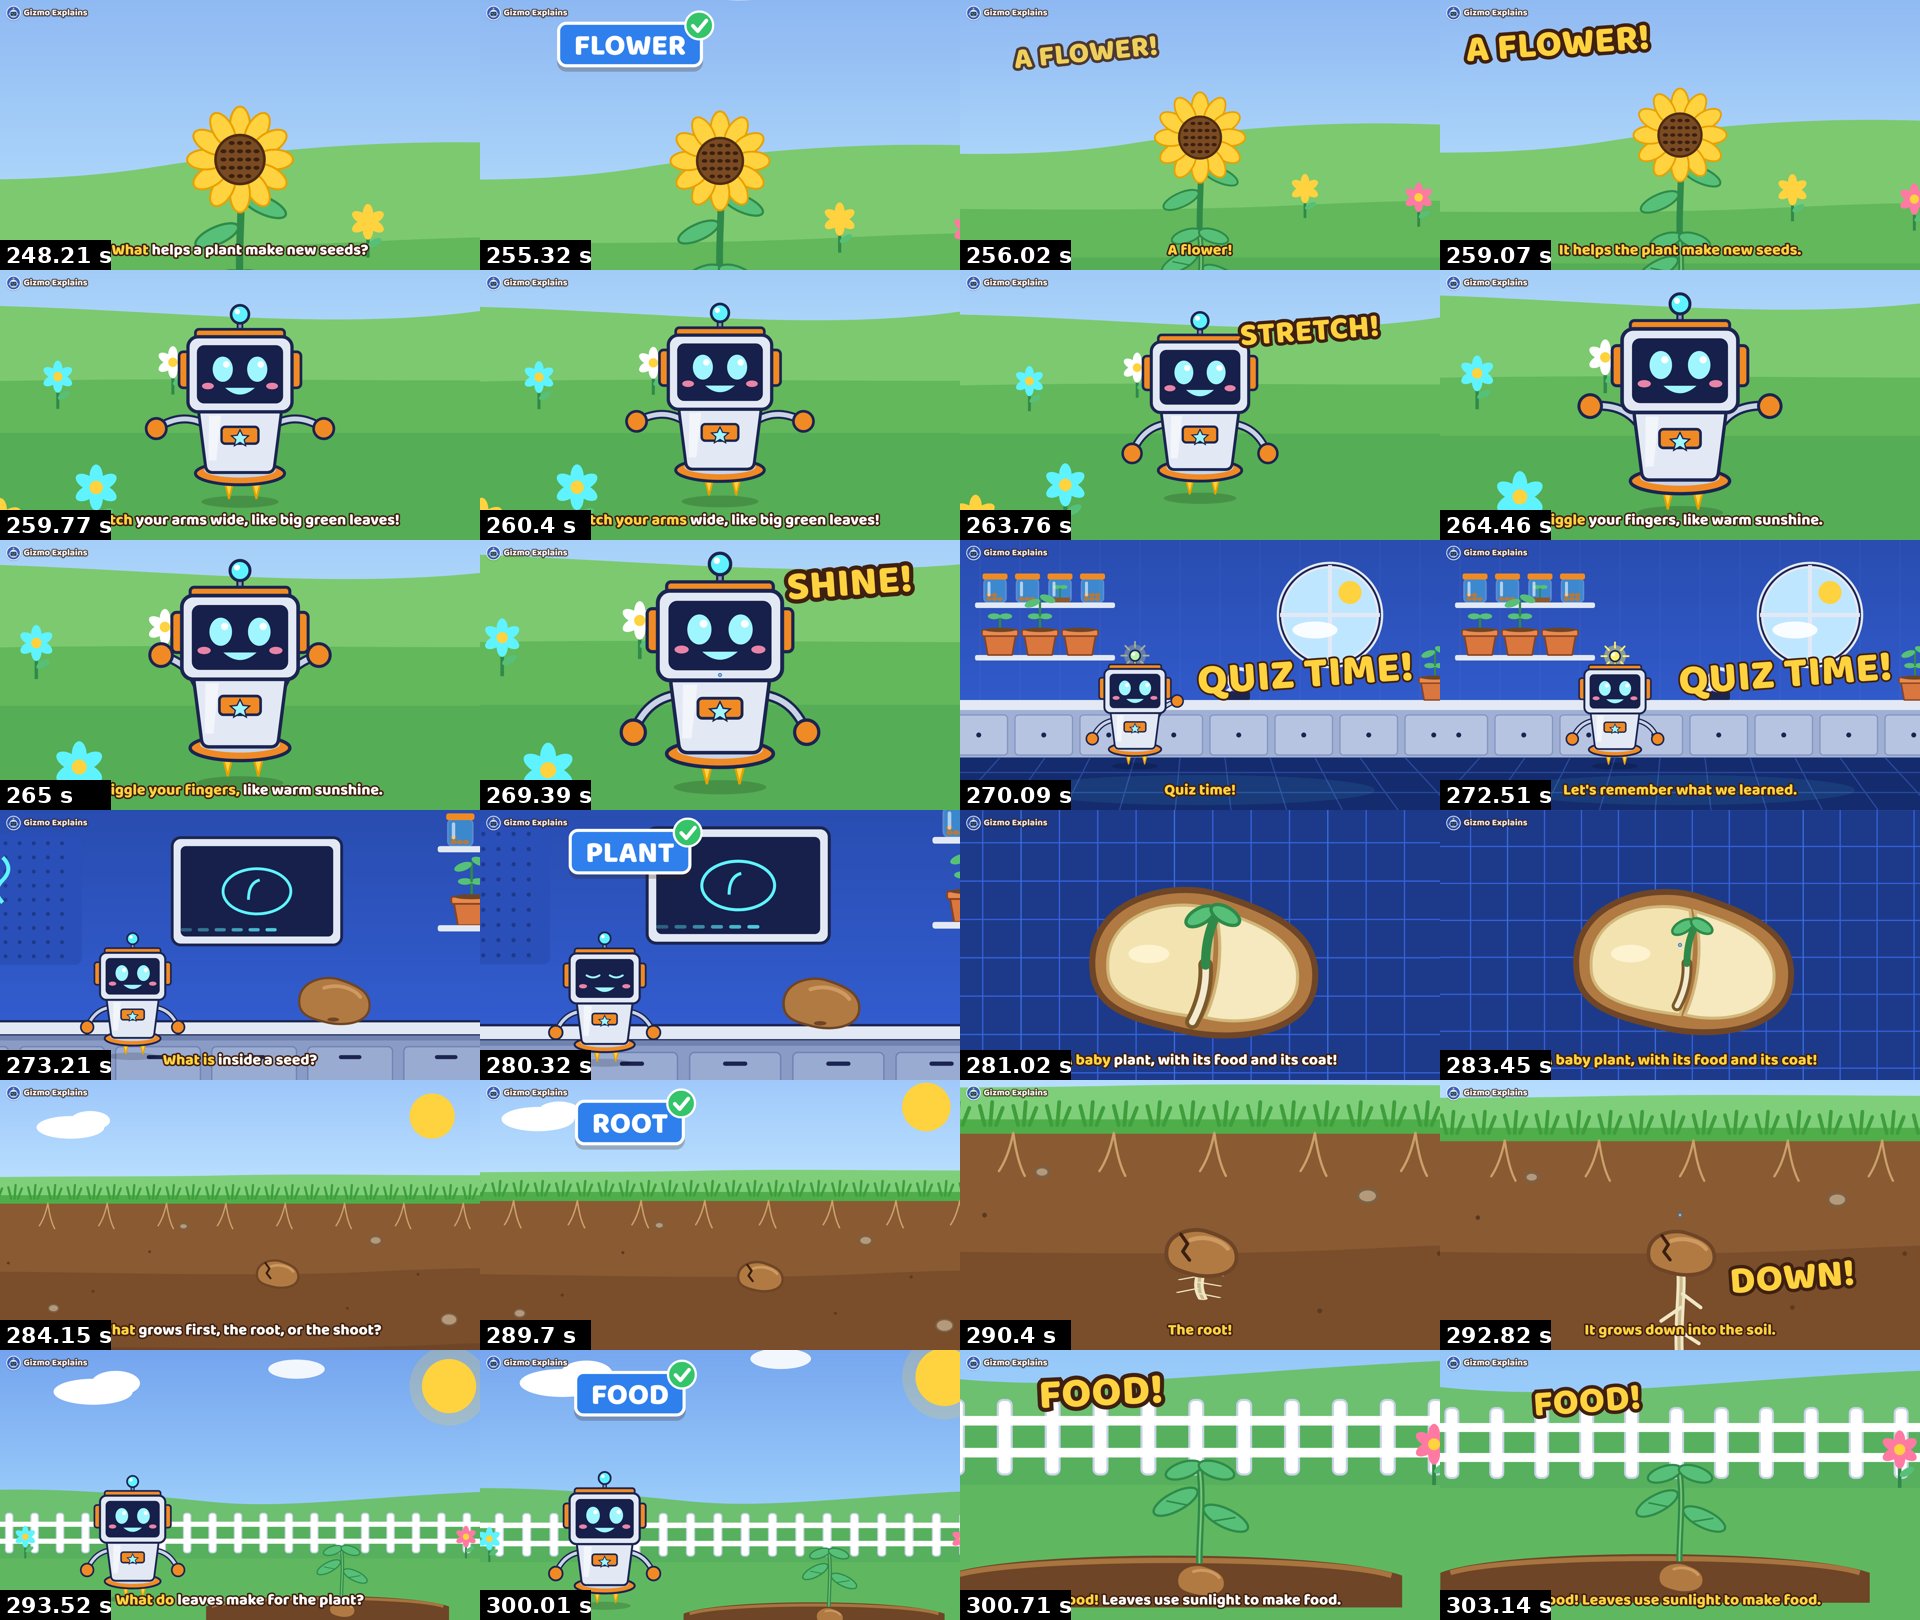 Gizmo Explains
248.21 s
What helps a plant make new seeds?
Gizmo Explains
FLOWER
255.32 s
Gizmo Explains
A FLOWER!
256.02 s
A flower!
Gizmo Explains
A FLOWER!
259.07 s
It helps the plant make new seeds.
Gizmo Explains
259.77 s
tch your arms wide, like big green leaves!
Gizmo Explains
260.4 s
tch your arms wide, like big green leaves!
Gizmo Explains
STRETCH!
263.76 s
Gizmo Explains
264.46 s
iggle your fingers, like warm sunshine.
Gizmo Explains
265 s
iggle your fingers, like warm sunshine.
Gizmo Explains
SHINE!
269.39 s
Gizmo Explains
QUIZ TIME!
270.09 s
Quiz time!
Gizmo Explains
QUIZ TIME!
272.51 s
Let's remember what we learned.
Gizmo Explains
273.21 s
What is inside a seed?
Gizmo Explains
PLANT
280.32 s
Gizmo Explains
281.02 s
baby plant, with its food and its coat!
Gizmo Explains
283.45 s
baby plant, with its food and its coat!
Gizmo Explains
284.15 s
hat grows first, the root, or the shoot?
Gizmo Explains
ROOT
289.7 s
Gizmo Explains
290.4 s
The root!
Gizmo Explains
DOWN!
292.82 s
It grows down into the soil.
Gizmo Explains
293.52 s
What do leaves make for the plant?
Gizmo Explains
FOOD
300.01 s
Gizmo Explains
FOOD!
300.71 s
ood! Leaves use sunlight to make food.
Gizmo Explains
FOOD!
303.14 s
ood! Leaves use sunlight to make food.